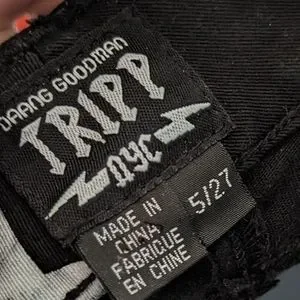 DAANG GOODMAN
TRIPP
NYC
MADE IN
CHINA
FABRIQUE
EN CHINE
5/27